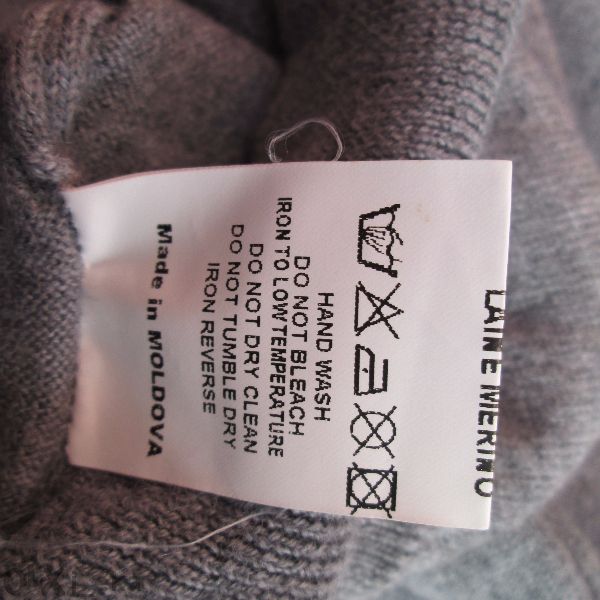 LAINE MERINO
HAND WASH
DO NOT BLEACH
IRON TO LOW TEMPERATURE
DO NOT DRY CLEAN
DO NOT TUMBLE DRY
IRON REVERSE
Made in MOLDOVA